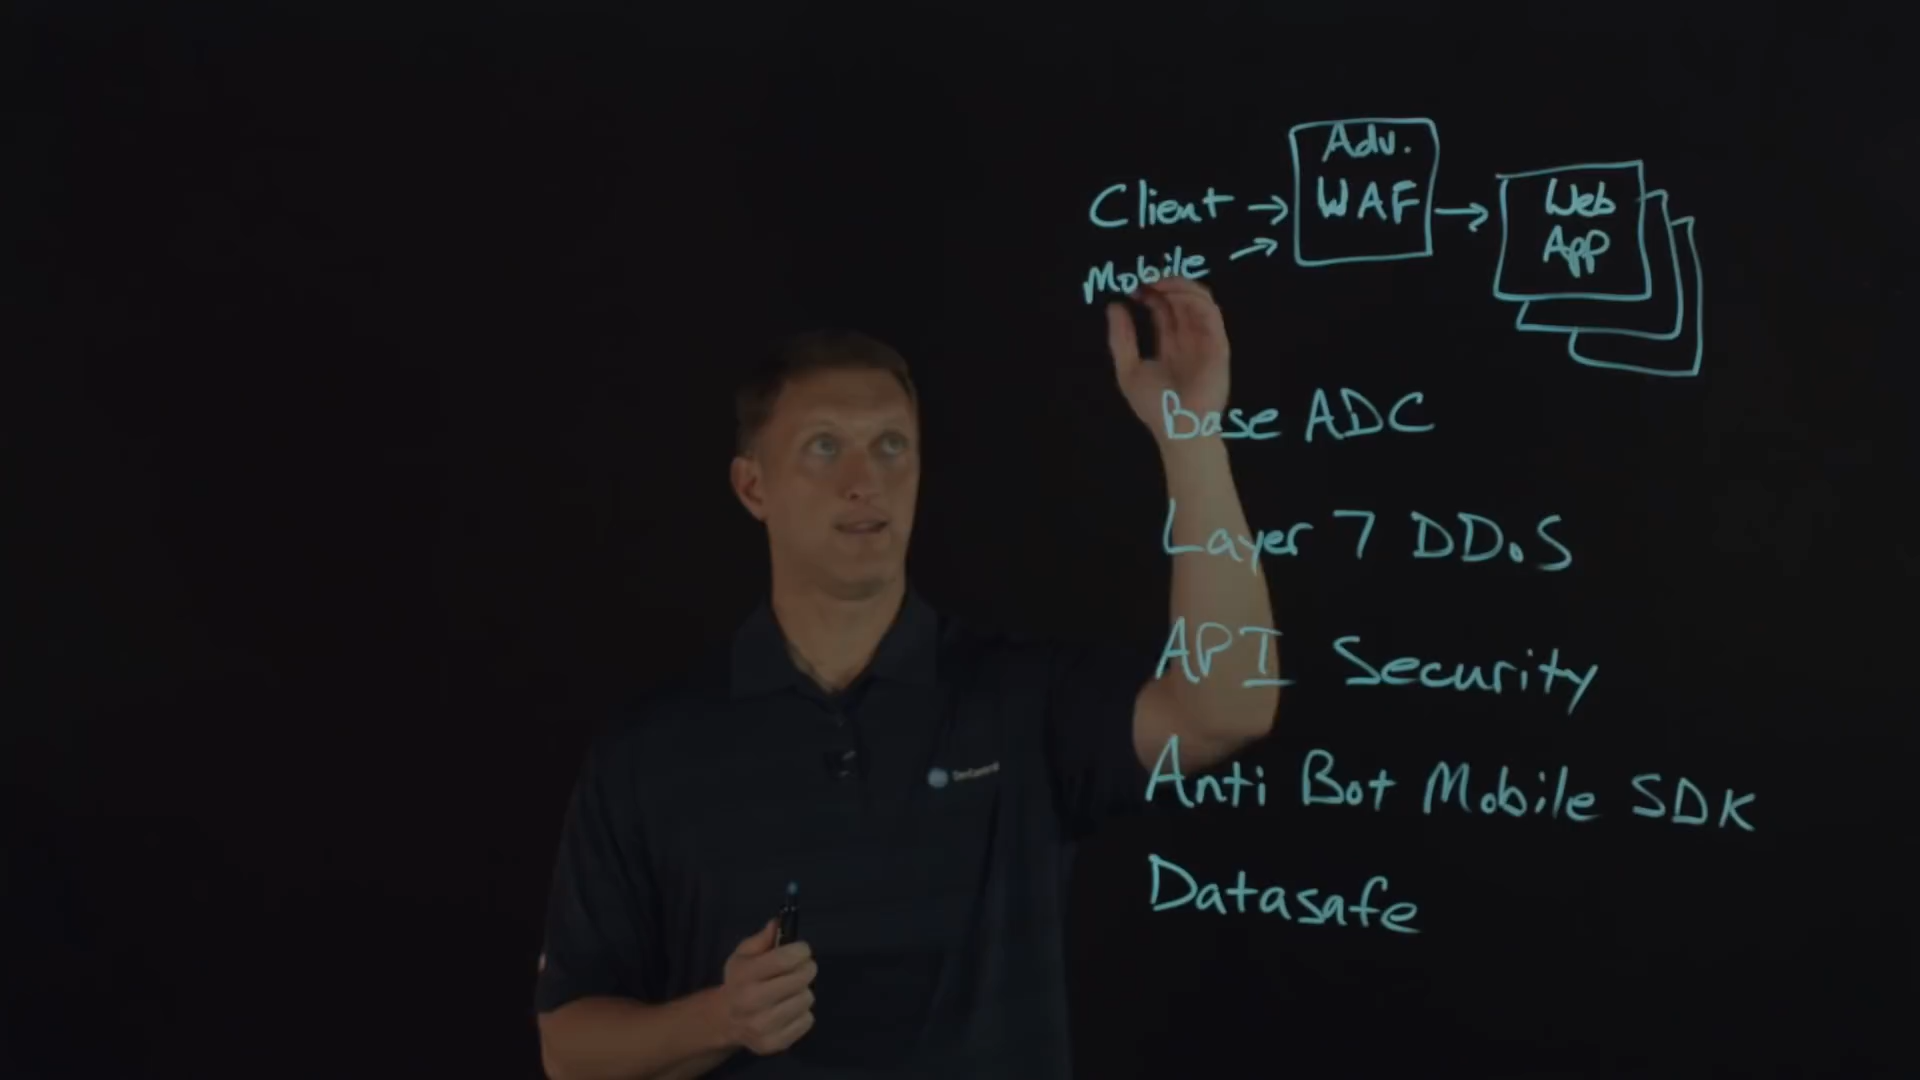 Adv.
WAF
Client
Mobile
Web
App
Base ADC
Layer 7 DDoS
API Security
Anti Bot Mobile SDK
Datasafe